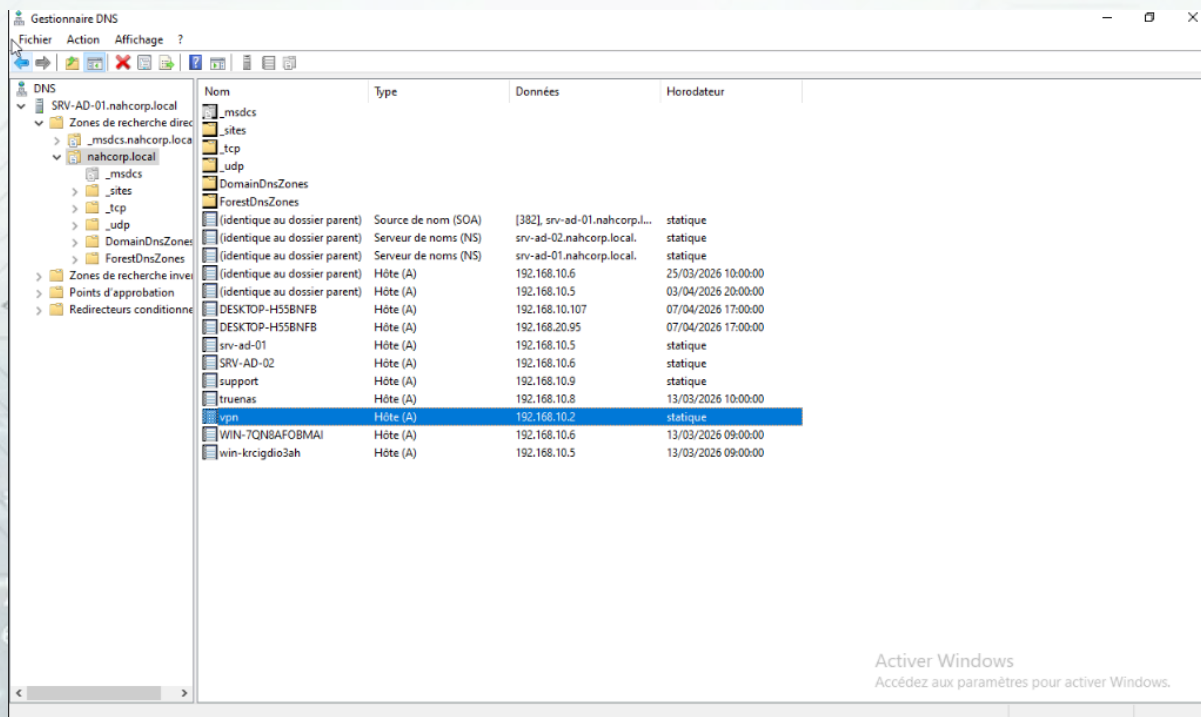 Gestionnaire DNS
Fichier Action Affichage ?
DNS
SRV-AD-01.nahcorp.local
Zones de recherche direc
_msdcs.nahcorp.loca
nahcorp.local
_msdcs
_sites
_tcp
_udp
DomainDnsZones
ForestDnsZones
Zones de recherche inver
Points d'approbation
Redirecteurs conditionne
Nom Type Données Horodateur
_msdcs
_sites
_tcp
_udp
DomainDnsZones
ForestDnsZones
(identique au dossier parent) Source de nom (SOA) [382], srv-ad-01.nahcorp.l... statique
(identique au dossier parent) Serveur de noms (NS) srv-ad-02.nahcorp.local. statique
(identique au dossier parent) Serveur de noms (NS) srv-ad-01.nahcorp.local. statique
(identique au dossier parent) Hôte (A) 192.168.10.6 25/03/2026 10:00:00
(identique au dossier parent) Hôte (A) 192.168.10.5 03/04/2026 20:00:00
DESKTOP-H55BNFB Hôte (A) 192.168.10.107 07/04/2026 17:00:00
DESKTOP-H55BNFB Hôte (A) 192.168.20.95 07/04/2026 17:00:00
srv-ad-01 Hôte (A) 192.168.10.5 statique
SRV-AD-02 Hôte (A) 192.168.10.6 statique
support Hôte (A) 192.168.10.9 statique
truenas Hôte (A) 192.168.10.8 13/03/2026 10:00:00
vpn Hôte (A) 192.168.10.2 statique
WIN-7QN8AFOBMAI Hôte (A) 192.168.10.6 13/03/2026 09:00:00
win-krcigdio3ah Hôte (A) 192.168.10.5 13/03/2026 09:00:00
Activer Windows
Accédez aux paramètres pour activer Windows.